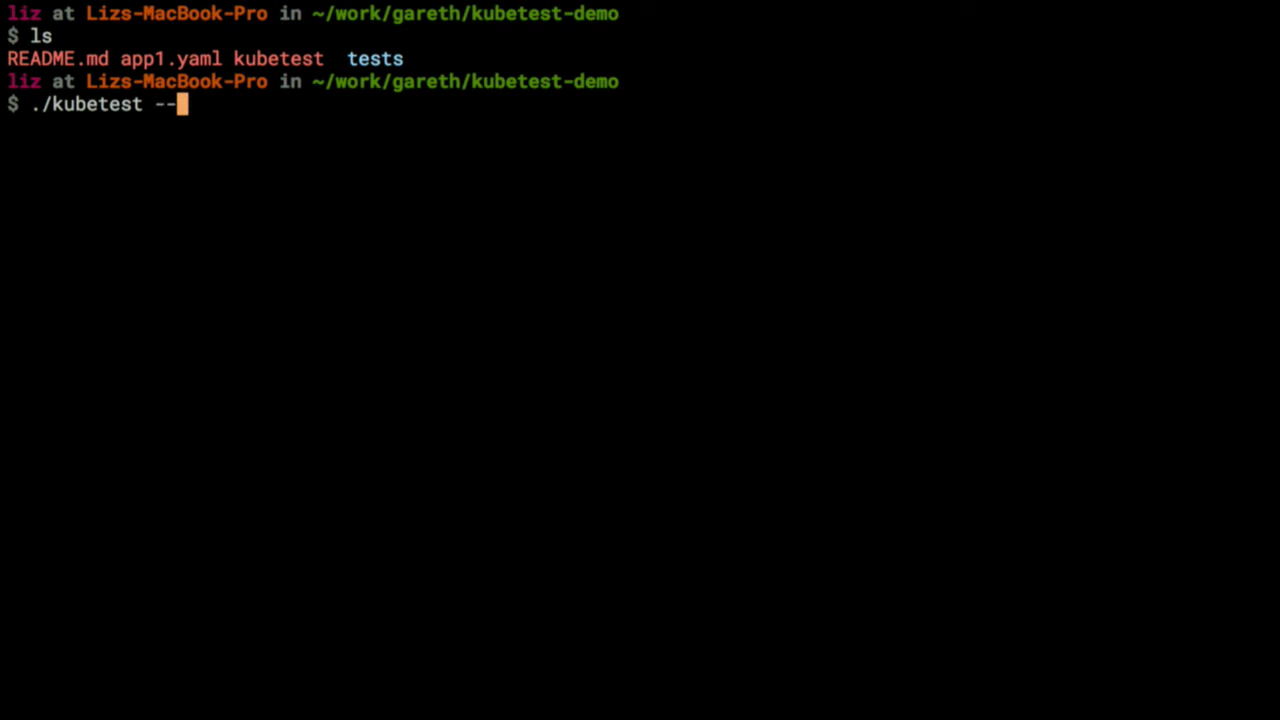 liz at Lizs-MacBook-Pro in ~/work/gareth/kubetest-demo
$ ls
README.md app1.yaml kubetest  tests
liz at Lizs-MacBook-Pro in ~/work/gareth/kubetest-demo
$ ./kubetest --